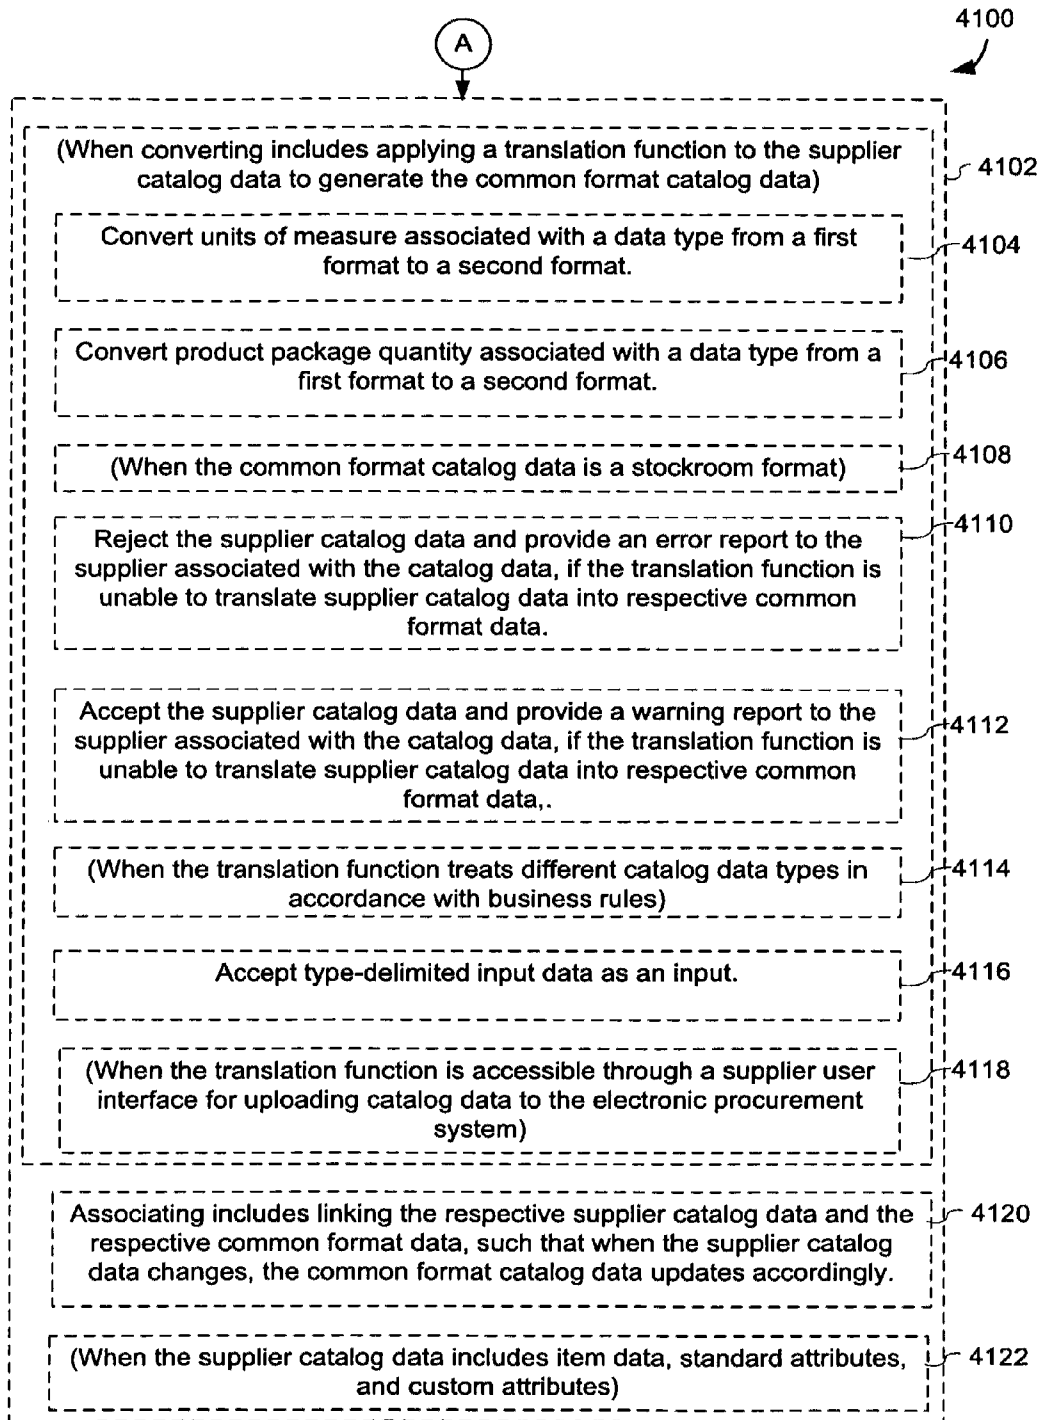 4100
A
(When converting includes applying a translation function to the supplier
catalog data to generate the common format catalog data)
4102
Convert units of measure associated with a data type from a first
format to a second format.
4104
Convert product package quantity associated with a data type from a
first format to a second format.
4106
(When the common format catalog data is a stockroom format)
4108
Reject the supplier catalog data and provide an error report to the
supplier associated with the catalog data, if the translation function is
unable to translate supplier catalog data into respective common
format data.
4110
Accept the supplier catalog data and provide a warning report to the
supplier associated with the catalog data, if the translation function is
unable to translate supplier catalog data into respective common
format data,.
4112
(When the translation function treats different catalog data types in
accordance with business rules)
4114
Accept type-delimited input data as an input.
4116
(When the translation function is accessible through a supplier user
interface for uploading catalog data to the electronic procurement
system)
4118
Associating includes linking the respective supplier catalog data and the
respective common format data, such that when the supplier catalog
data changes, the common format catalog data updates accordingly.
4120
(When the supplier catalog data includes item data, standard attributes,
and custom attributes)
4122